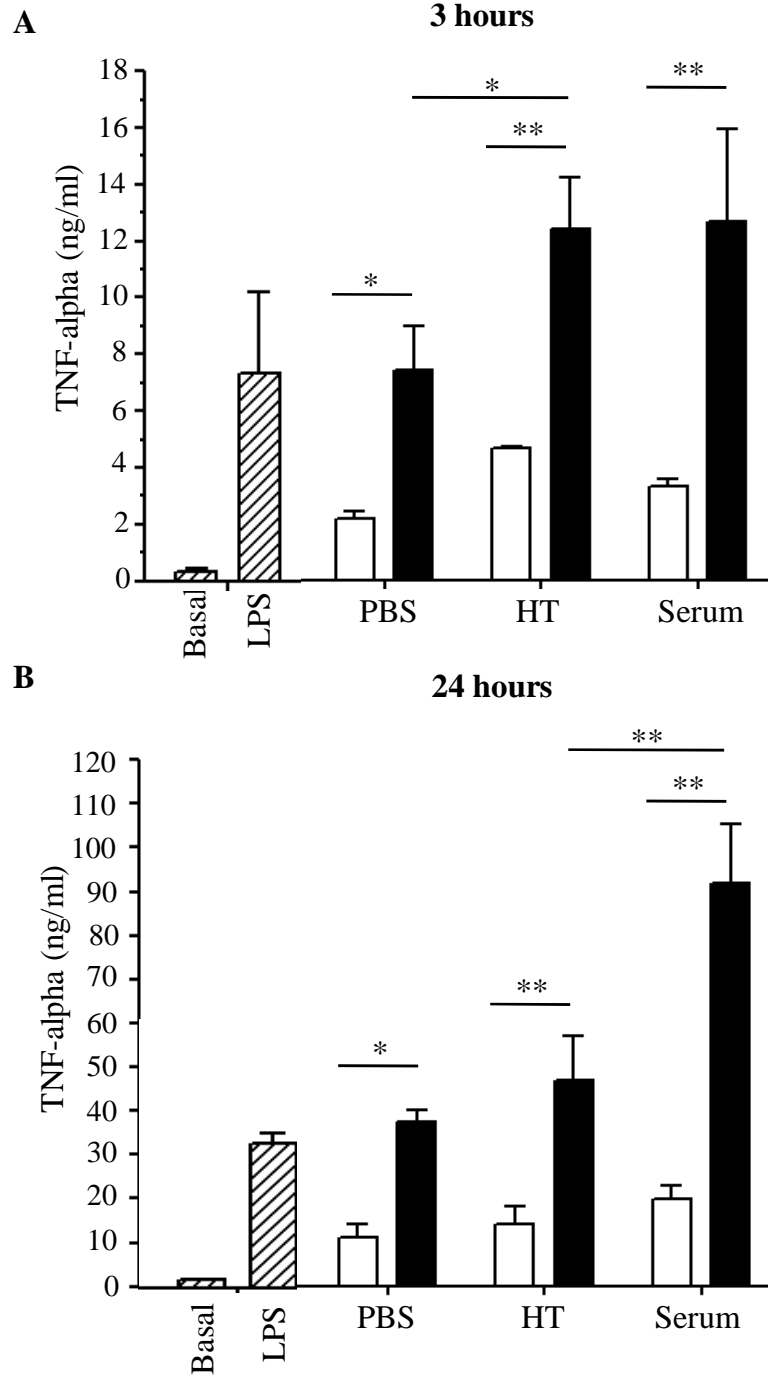 A
3 hours
TNF-alpha (ng/ml)
18
16
14
12
10
8
6
4
2
0
*
**
*
**
Basal
LPS
PBS
HT
Serum
B
24 hours
TNF-alpha (ng/ml)
120
110
100
90
80
70
60
50
40
30
20
10
0
**
**
**
*
Basal
LPS
PBS
HT
Serum